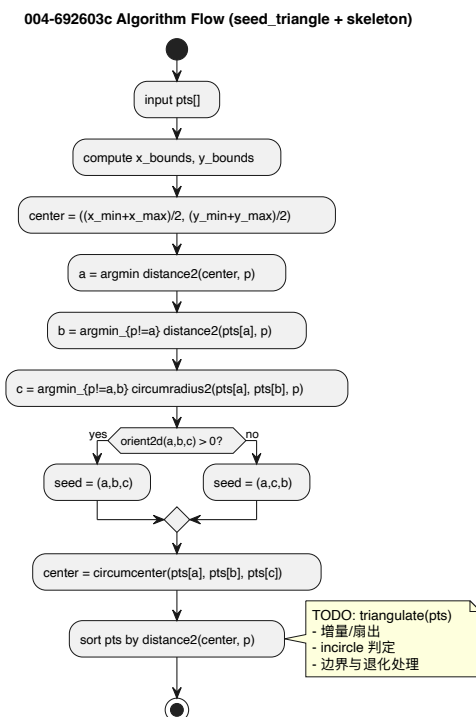 004-692603c Algorithm Flow (seed_triangle + skeleton)
input pts[]
compute x_bounds, y_bounds
center = ((x_min+x_max)/2, (y_min+y_max)/2)
a = argmin distance2(center, p)
b = argmin_{p!=a} distance2(pts[a], p)
c = argmin_{p!=a,b} circumradius2(pts[a], pts[b], p)
yes
orient2d(a,b,c) > 0?
no
seed = (a,b,c)
seed = (a,c,b)
center = circumcenter(pts[a], pts[b], pts[c])
sort pts by distance2(center, p)
TODO: triangulate(pts)
- 增量/扇出
- incircle 判定
- 边界与退化处理